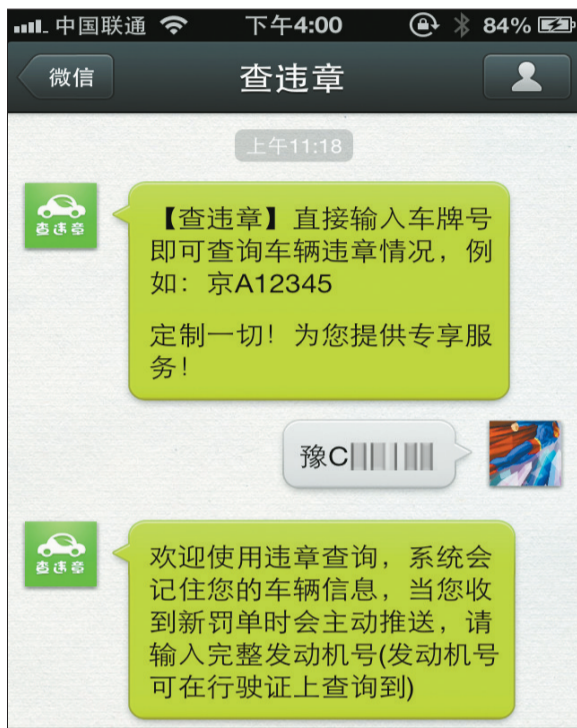 中国联通 下午4:00 84%
微信 查违章
上午11:18
查违章
【查违章】直接输入车牌号
即可查询车辆违章情况，例
如：京A12345
定制一切！为您提供专享服
务！
豫C
查违章
欢迎使用违章查询，系统会
记住您的车辆信息，当您收
到新罚单时会主动推送，请
输入完整发动机号(发动机号
可在行驶证上查询到)